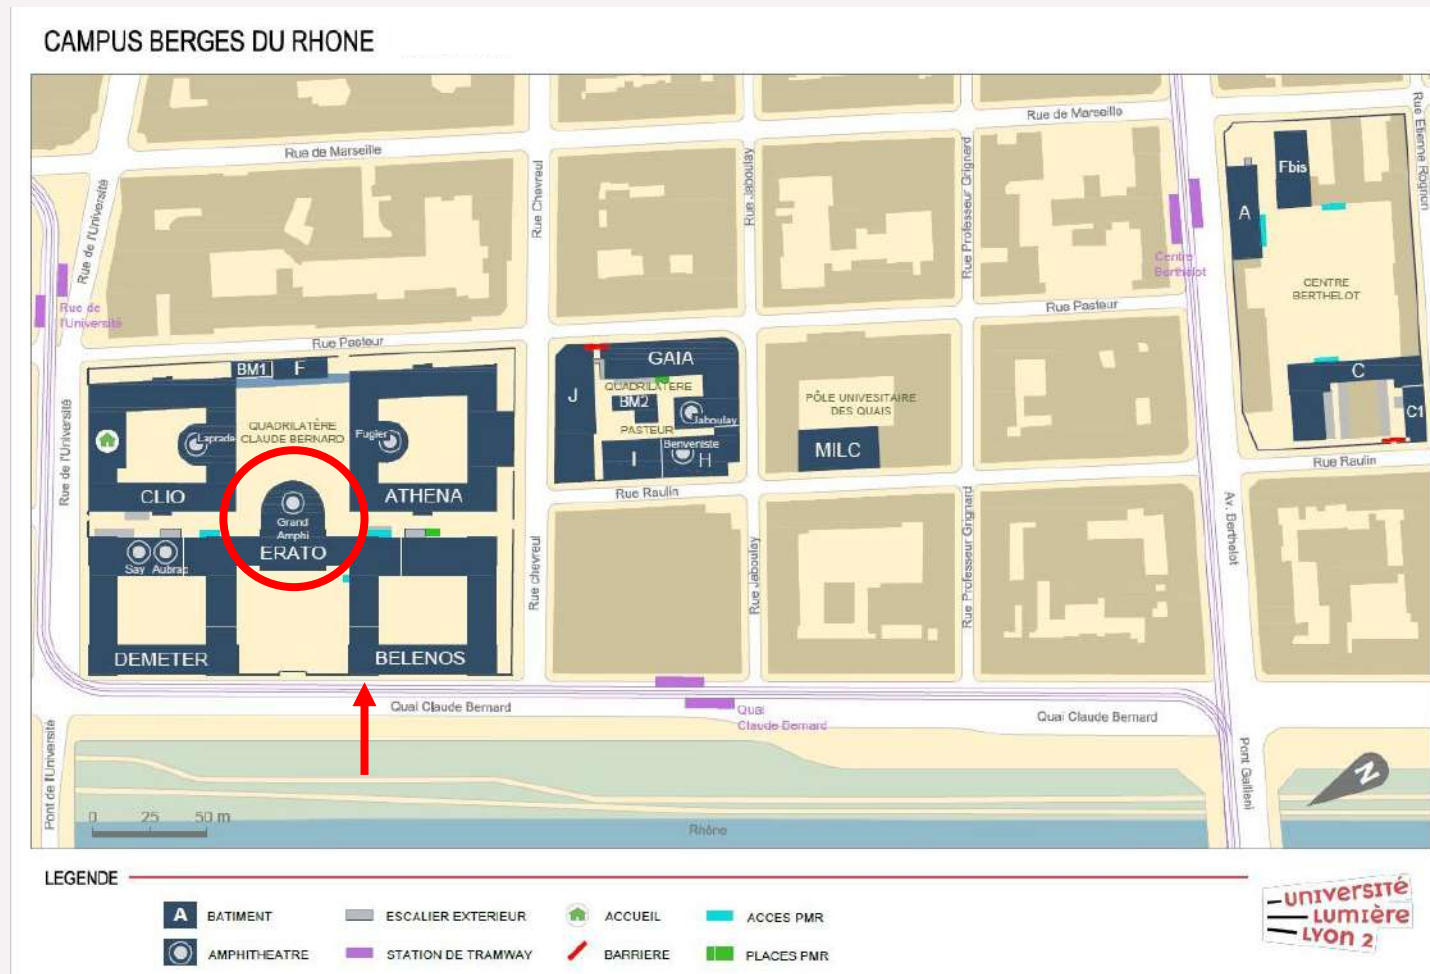 CAMPUS BERGES DU RHONE
Rue de Marseille
Rue de Marseille
Rue Etienne Rognon
Rue de l'Université
Rue Chevreul
Rue Jaboulay
Rue Professeur Grignard
Fbis
A
Centre
Berthelot
CENTRE
BERTHELOT
Rue de
l'Université
Rue Pasteur
Rue Pasteur
BM1
F
GAIA
J
QUADRILATERE
BM2
PASTEUR
Jaboulay
Benveniste
I
H
PÔLE UNIVESITAIRE
DES QUAIS
MILC
C
C1
Rue de l'Université
Laprade
QUADRILATÈRE
CLAUDE BERNARD
Fugier
CLIO
ATHENA
Rue Raulin
Rue Raulin
Grand
Amphi
ERATO
Say
Aubrac
Rue chevreul
Rue Jaboulay
Rue Professeur Grignard
Av. Berthelot
DEMETER
BELENOS
Quai Claude Bernard
Quai
Claude Bernard
Quai Claude Bernard
Pont de l'Université
Pont Gallieni
N
0 25 50 m
Rhône
LEGENDE
A BATIMENT
ESCALIER EXTERIEUR
ACCUEIL
ACCES PMR
AMPHITHEATRE
STATION DE TRAMWAY
BARRIERE
PLACES PMR
UNIVERSITÉ
LUMIÈRE
LYON 2